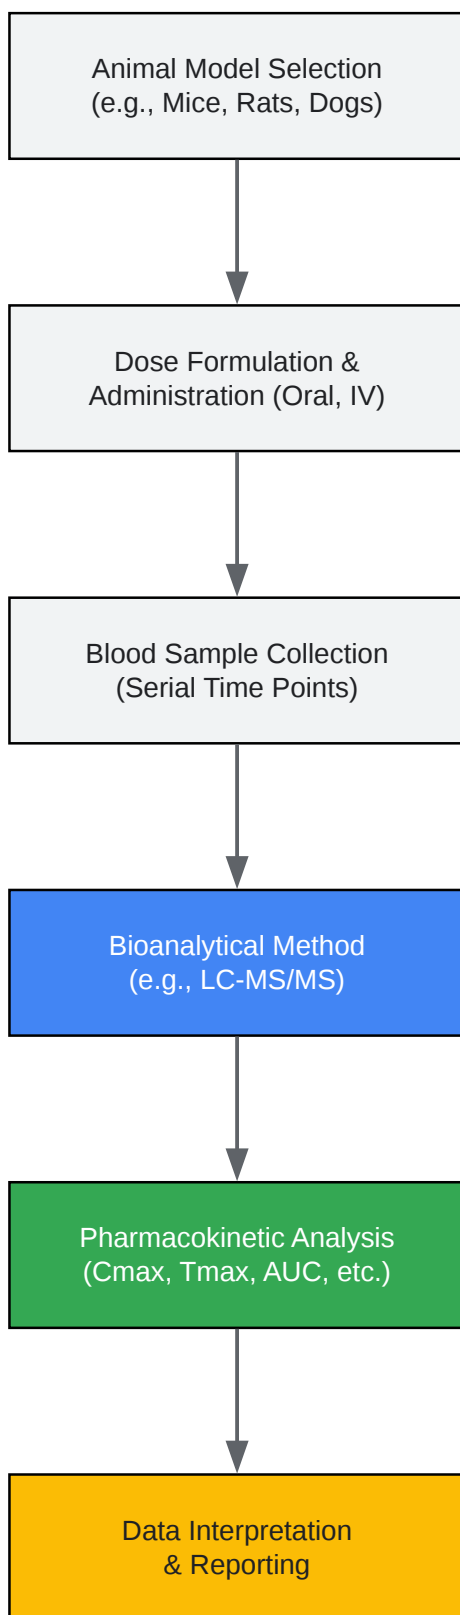 Animal Model Selection
(e.g., Mice, Rats, Dogs)
Dose Formulation &
Administration (Oral, IV)
Blood Sample Collection
(Serial Time Points)
Bioanalytical Method
(e.g., LC-MS/MS)
Pharmacokinetic Analysis
(Cmax, Tmax, AUC, etc.)
Data Interpretation
& Reporting